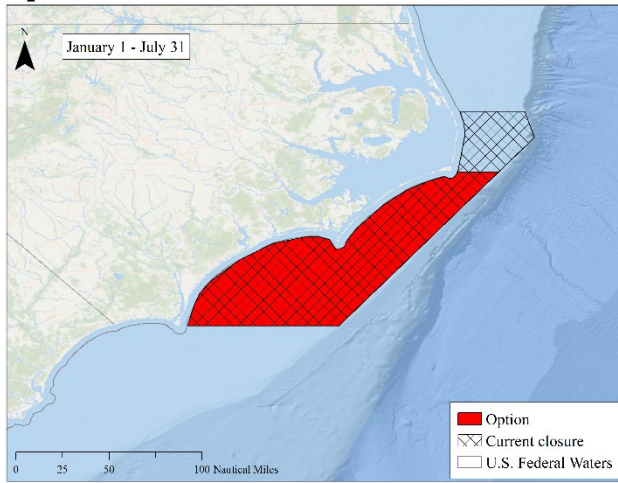 N
January 1 - July 31
Option
Current closure
U.S. Federal Waters
0 25 50 100 Nautical Miles